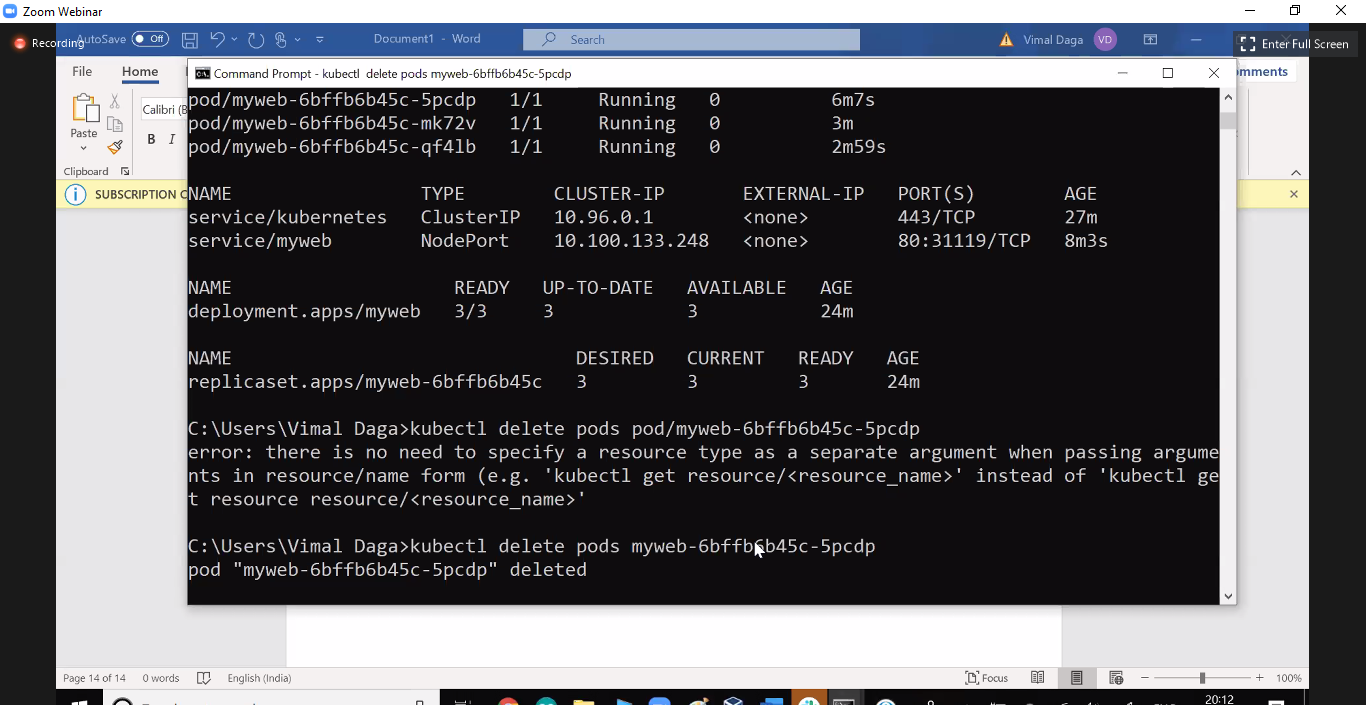 Zoom Webinar
Recording
AutoSave Off
Document1 - Word
Search
Vimal Daga VD
Enter Full Screen
File Home
mments
Command Prompt - kubectl delete pods myweb-6bffb6b45c-5pcdp
Paste
Calibri (B
B I
Clipboard
SUBSCRIPTION
pod/myweb-6bffb6b45c-5pcdp 1/1 Running 0 6m7s
pod/myweb-6bffb6b45c-mk72v 1/1 Running 0 3m
pod/myweb-6bffb6b45c-qf4lb 1/1 Running 0 2m59s
NAME TYPE CLUSTER-IP EXTERNAL-IP PORT(S) AGE
service/kubernetes ClusterIP 10.96.0.1 <none> 443/TCP 27m
service/myweb NodePort 10.100.133.248 <none> 80:31119/TCP 8m3s
NAME READY UP-TO-DATE AVAILABLE AGE
deployment.apps/myweb 3/3 3 3 24m
NAME DESIRED CURRENT READY AGE
replicaset.apps/myweb-6bffb6b45c 3 3 3 24m
C:\Users\Vimal Daga>kubectl delete pods pod/myweb-6bffb6b45c-5pcdp
error: there is no need to specify a resource type as a separate argument when passing argume
nts in resource/name form (e.g. 'kubectl get resource/<resource_name>' instead of 'kubectl ge
t resource resource/<resource_name>'
C:\Users\Vimal Daga>kubectl delete pods myweb-6bffb6b45c-5pcdp
pod "myweb-6bffb6b45c-5pcdp" deleted
Page 14 of 14 0 words English (India)
Focus
100%
20:12